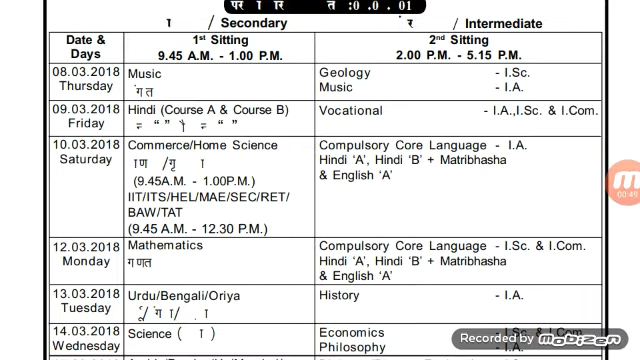 / Secondary
/ Intermediate
Date &
Days
1st Sitting
9.45 A.M. - 1.00 P.M.
2nd Sitting
2.00 P.M. - 5.15 P.M.
08.03.2018
Thursday
Music
Geology - I.Sc.
Music - I.A.
09.03.2018
Friday
Hindi (Course A & Course B)
Vocational - I.A.,I.Sc. & I.Com.
10.03.2018
Saturday
Commerce/Home Science
(9.45A.M. - 1.00P.M.)
IIT/ITS/HEL/MAE/SEC/RET/
BAW/TAT
(9.45 A.M. - 12.30 P.M.)
Compulsory Core Language - I.A.
Hindi ‘A’, Hindi ‘B’ + Matribhasha
& English ‘A’
12.03.2018
Monday
Mathematics
गणत
Compulsory Core Language - I.Sc. & I.Com.
Hindi ‘A’, Hindi ‘B’ + Matribhasha
& English ‘A’
13.03.2018
Tuesday
Urdu/Bengali/Oriya
History - I.A.
14.03.2018
Wednesday
Science
Economics - I.Sc. & I.Com.
Philosophy - I.A.
00:49
Recorded by mobizen